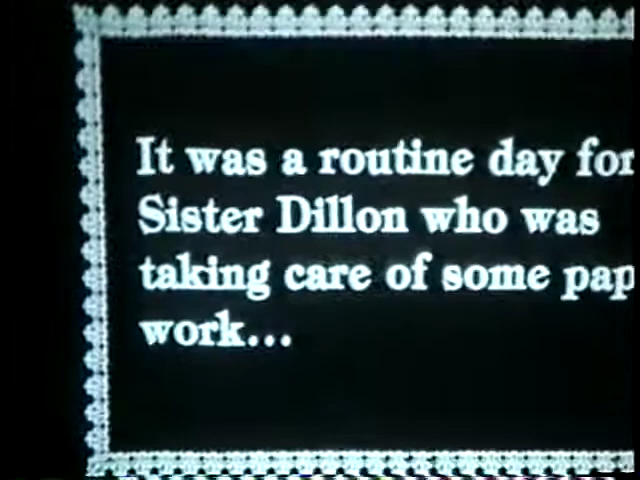 It was a routine day for
Sister Dillon who was
taking care of some pap
work...